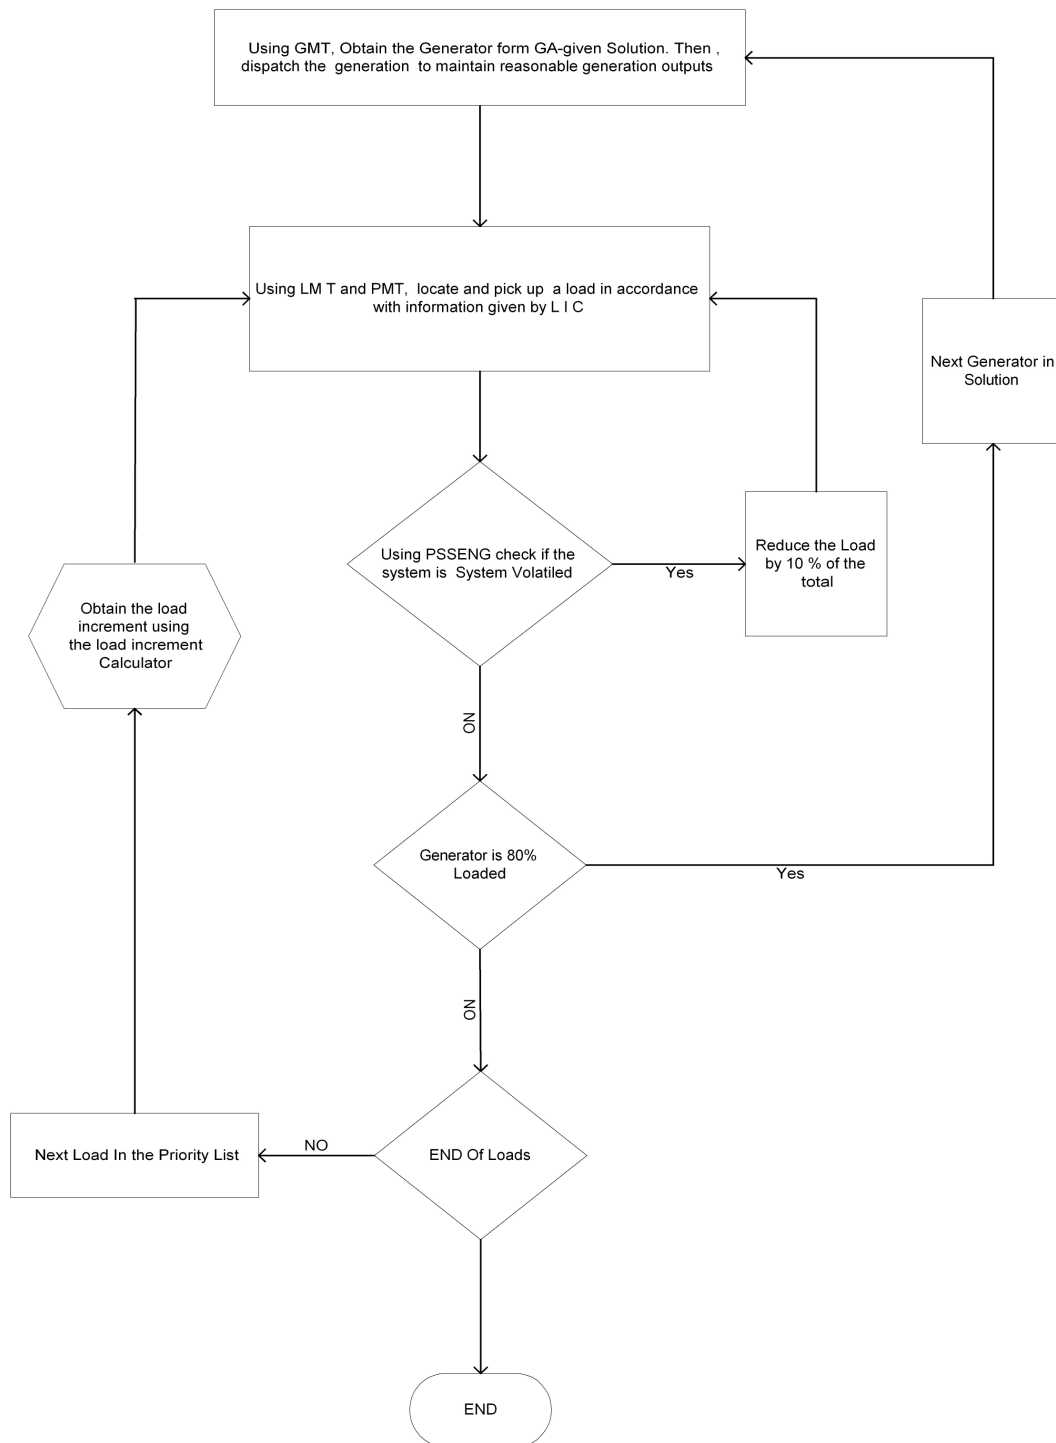 Using GMT, Obtain the Generator form GA-given Solution. Then ,
dispatch the generation to maintain reasonable generation outputs
Using LM T and PMT, locate and pick up a load in accordance
with information given by L I C
Next Generator in
Solution
Using PSSENG check if the
system is System Volatiled
Yes
Reduce the Load
by 10 % of the
total
Obtain the load
increment using
the load increment
Calculator
NO
Generator is 80%
Loaded
Yes
NO
END Of Loads
NO
Next Load In the Priority List
END